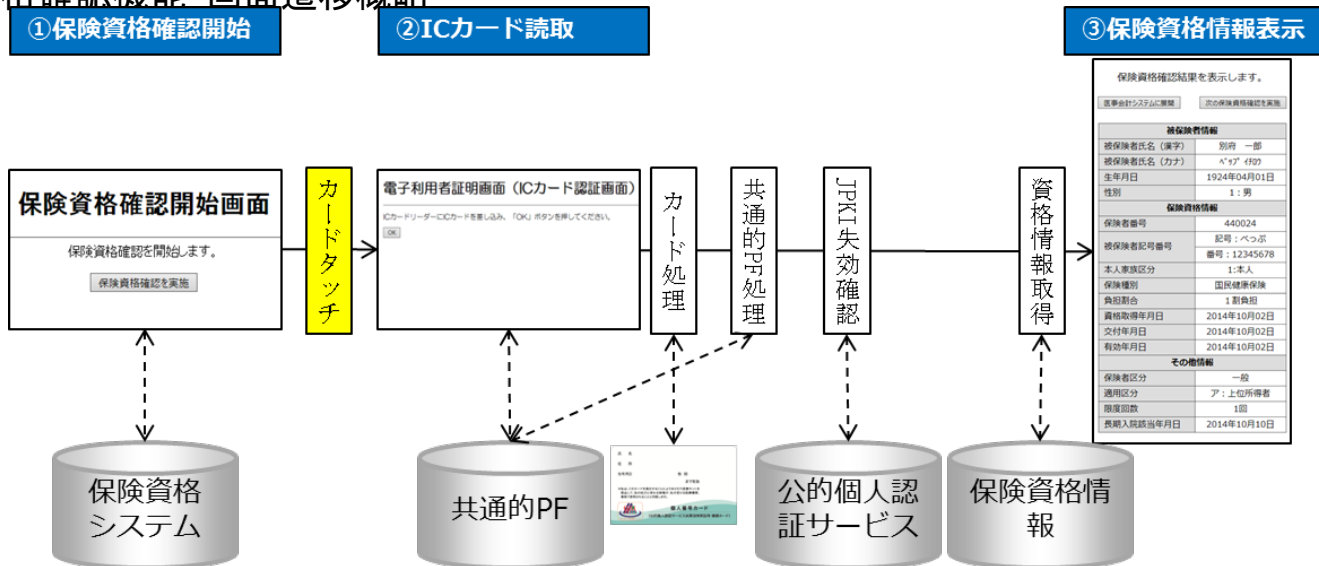 格確認機能 画面遷移概略
①保険資格確認開始
②ICカード読取
③保険資格情報表示
保険資格確認開始画面
保険資格確認を開始します。
保険資格確認を実施
カードタッチ
電子利用者証明画面（ICカード認証画面）
ICカードリーダーにICカードを差し込み、「OK」ボタンを押してください。
OK
カード処理
共通的PF処理
JPKI失効確認
資格情報取得
保険資格確認結果を表示します。
医事会計システムに展開 次の保険資格確認を実施
被保険者情報
被保険者氏名（漢字） 別府　一郎
被保険者氏名（カナ） ﾍﾞｯﾌﾟ ｲﾁﾛｳ
生年月日 1924年04月01日
性別 1：男
保険資格情報
保険者番号 440024
被保険者記号番号 記号：べっぷ
番号：12345678
本人家族区分 1:本人
保険種別 国民健康保険
負担割合 1割負担
資格取得年月日 2014年10月02日
交付年月日 2014年10月02日
有効年月日 2014年10月02日
その他情報
保険者区分 一般
適用区分 ア：上位所得者
限度回数 1回
長期入院該当年月日 2014年10月10日
保険資格
システム
共通的PF
個人番号カード
公的個人認
証サービス
保険資格情
報